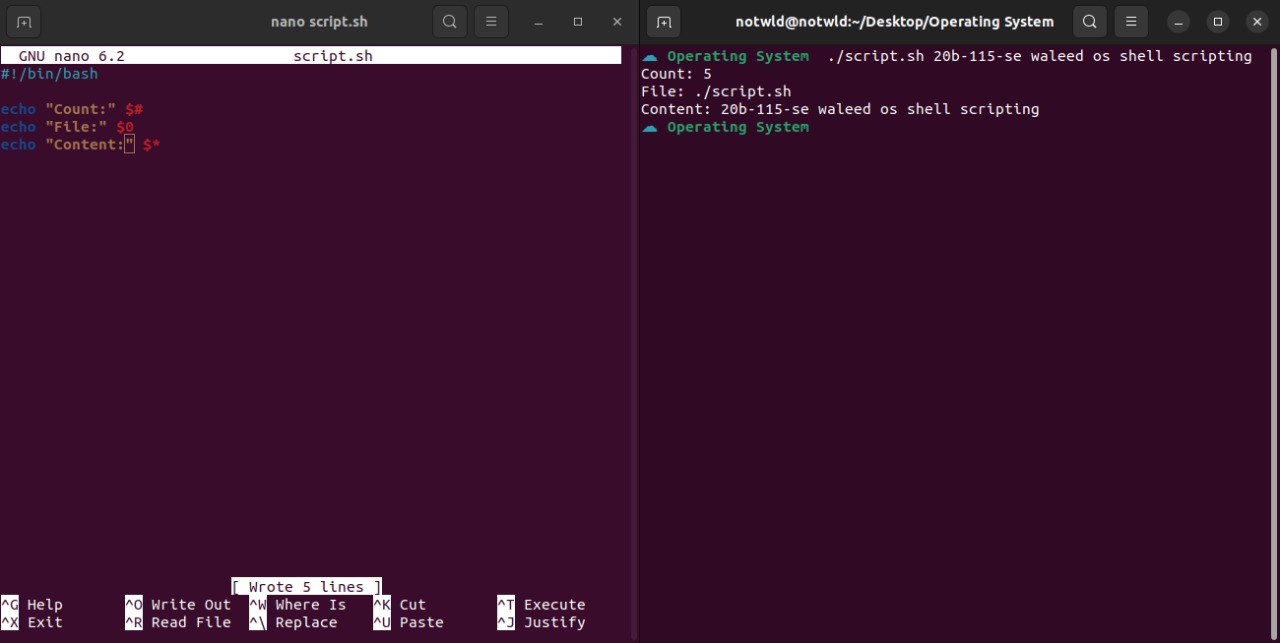 nano script.sh
GNU nano 6.2 script.sh
#!/bin/bash
echo "Count:" $#
echo "File:" $0
echo "Content:" $*
[ Wrote 5 lines ]
^G Help ^O Write Out ^W Where Is ^K Cut ^T Execute
^X Exit ^R Read File ^\ Replace ^U Paste ^J Justify
notwld@notwld:~/Desktop/Operating System
Operating System ./script.sh 20b-115-se waleed os shell scripting
Count: 5
File: ./script.sh
Content: 20b-115-se waleed os shell scripting
Operating System